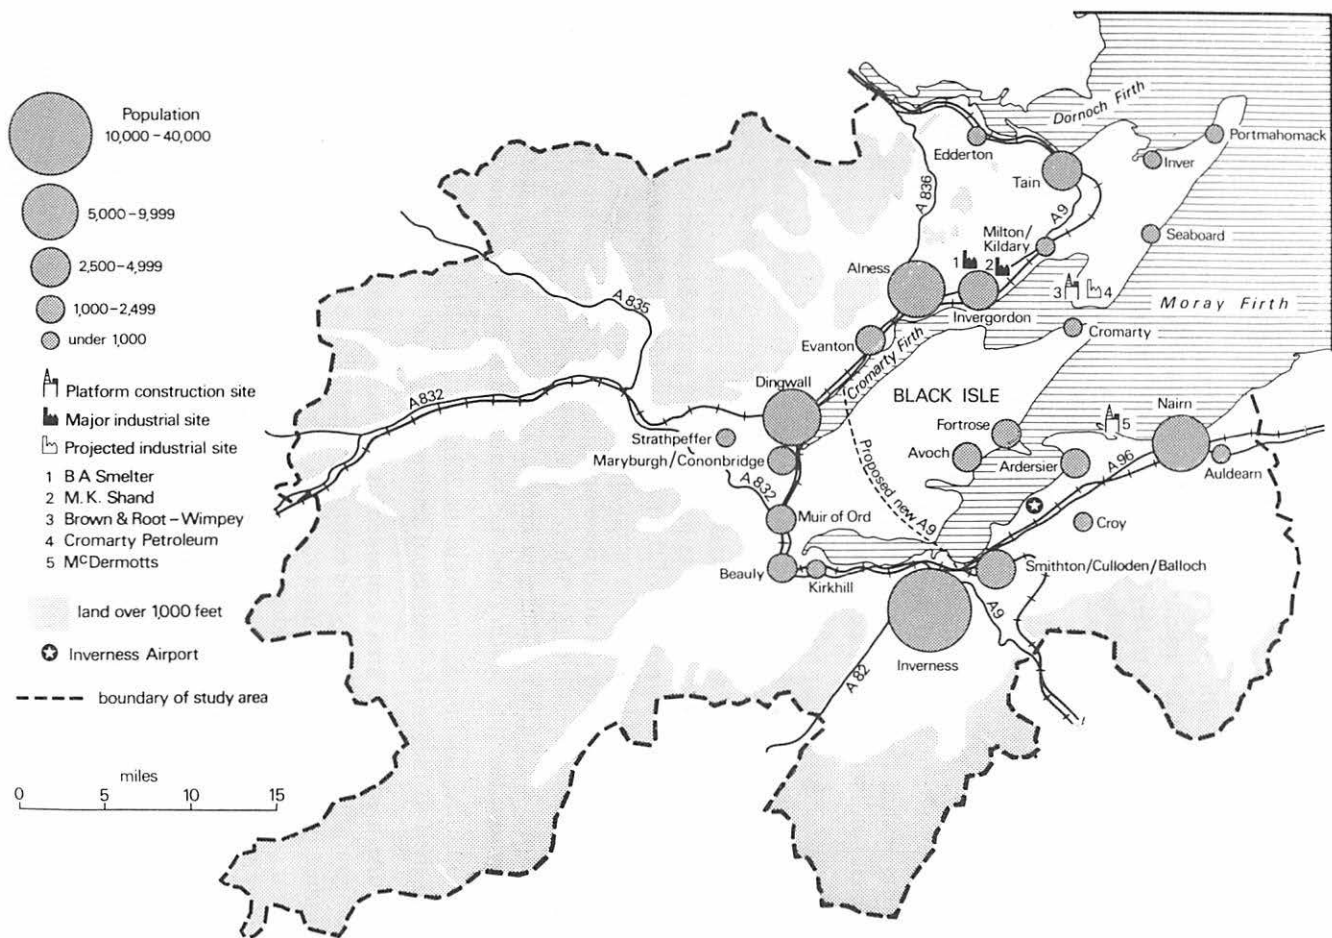 Population
10,000-40,000
5,000-9,999
2,500-4,999
1,000-2,499
under 1,000
Platform construction site
Major industrial site
Projected industrial site
1 B A Smelter
2 M. K. Shand
3 Brown & Root-Wimpey
4 Cromarty Petroleum
5 McDermotts
land over 1,000 feet
Inverness Airport
boundary of study area
miles
0 5 10 15
Dornoch Firth
Portmahomack
Edderton
Inver
Tain
A 836
A9
Milton/
Kildary
Seaboard
Alness
1
2
3
4
Invergordon
Moray Firth
A 835
Cromarty
Evanton
Cromarty Firth
Dingwall
BLACK ISLE
A 832
Nairn
Fortrose
5
Strathpeffer
Maryburgh/Cononbridge
Avoch
Ardersier
A 96
Auldearn
Proposed new A9
A 832
Muir of Ord
Croy
Beauly
Kirkhill
Smithton/Culloden/Balloch
A9
Inverness
A 82